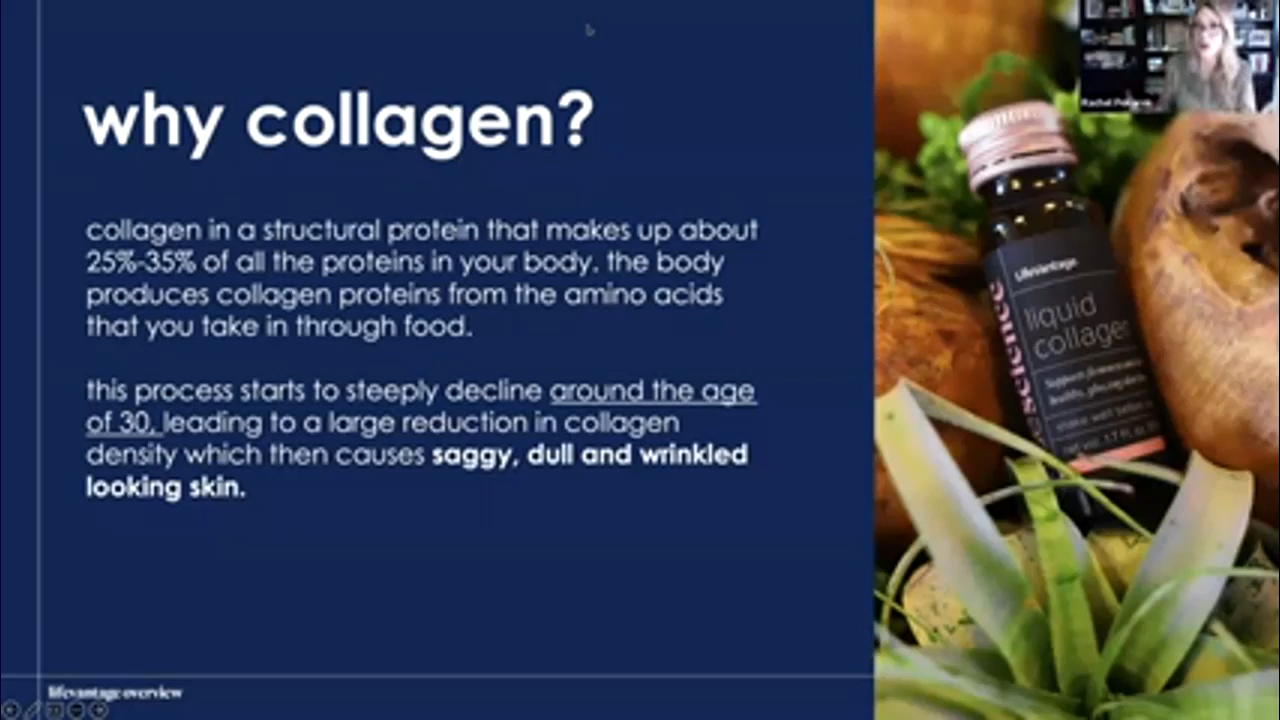 why collagen?
collagen in a structural protein that makes up about
25%-35% of all the proteins in your body. the body
produces collagen proteins from the amino acids
that you take in through food.
this process starts to steeply decline around the age
of 30, leading to a large reduction in collagen
density which then causes saggy, dull and wrinkled
looking skin.
lifevantage overview
Rachel
LifeVantage
liquid
collagen